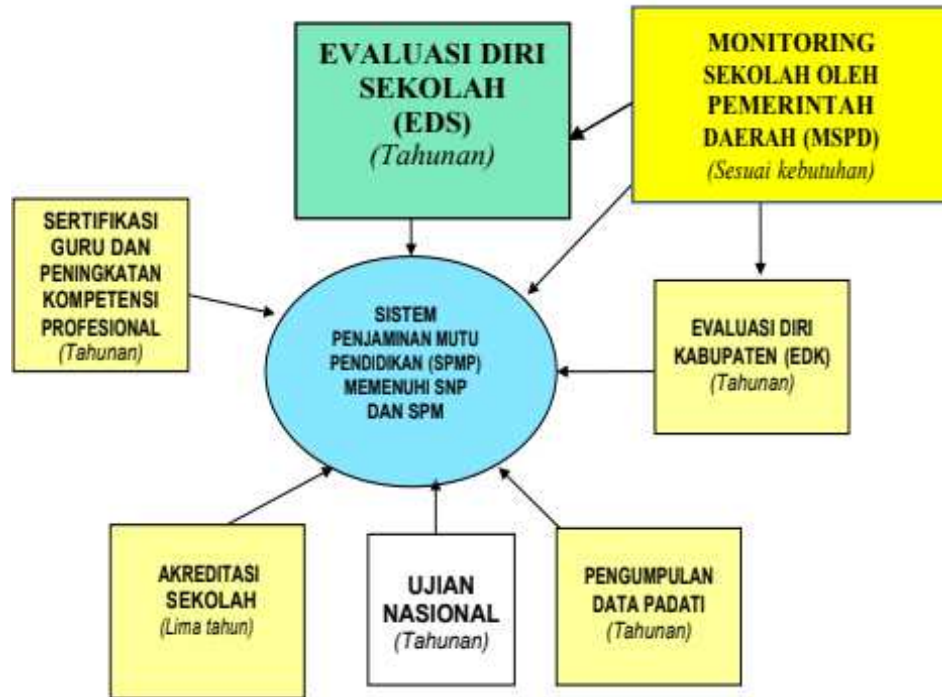 EVALUASI DIRI
SEKOLAH
(EDS)
(Tahunan)
MONITORING
SEKOLAH OLEH
PEMERINTAH
DAERAH (MSPD)
(Sesuai kebutuhan)
SERTIFIKASI
GURU DAN
PENINGKATAN
KOMPETENSI
PROFESIONAL
(Tahunan)
SISTEM
PENJAMINAN MUTU
PENDIDIKAN (SPMP)
MEMENUHI SNP
DAN SPM
EVALUASI DIRI
KABUPATEN (EDK)
(Tahunan)
AKREDITASI
SEKOLAH
(Lima tahun)
UJIAN
NASIONAL
(Tahunan)
PENGUMPULAN
DATA PADATI
(Tahunan)